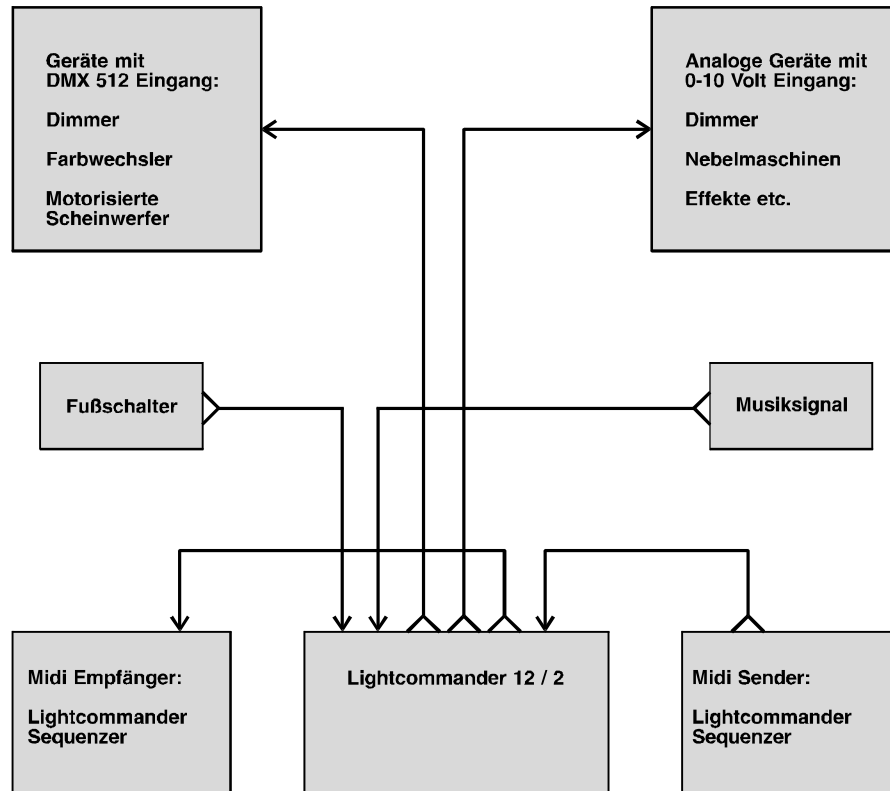 Geräte mit
DMX 512 Eingang:
Dimmer
Farbwechsler
Motorisierte
Scheinwerfer
Analoge Geräte mit
0-10 Volt Eingang:
Dimmer
Nebelmaschinen
Effekte etc.
Fußschalter
Musiksignal
Midi Empfänger:
Lightcommander
Sequenzer
Lightcommander 12 / 2
Midi Sender:
Lightcommander
Sequenzer